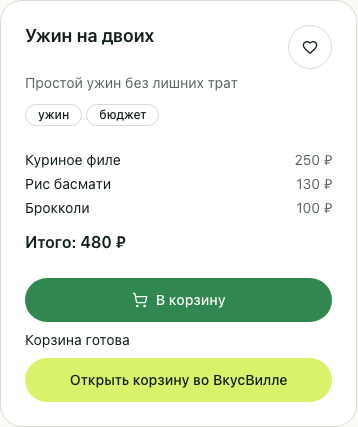 Ужин на двоих
Простой ужин без лишних трат
ужин бюджет
Куриное филе 250 ₽
Рис басмати 130 ₽
Брокколи 100 ₽
Итого: 480 ₽
В корзину
Корзина готова
Открыть корзину во ВкусВилле